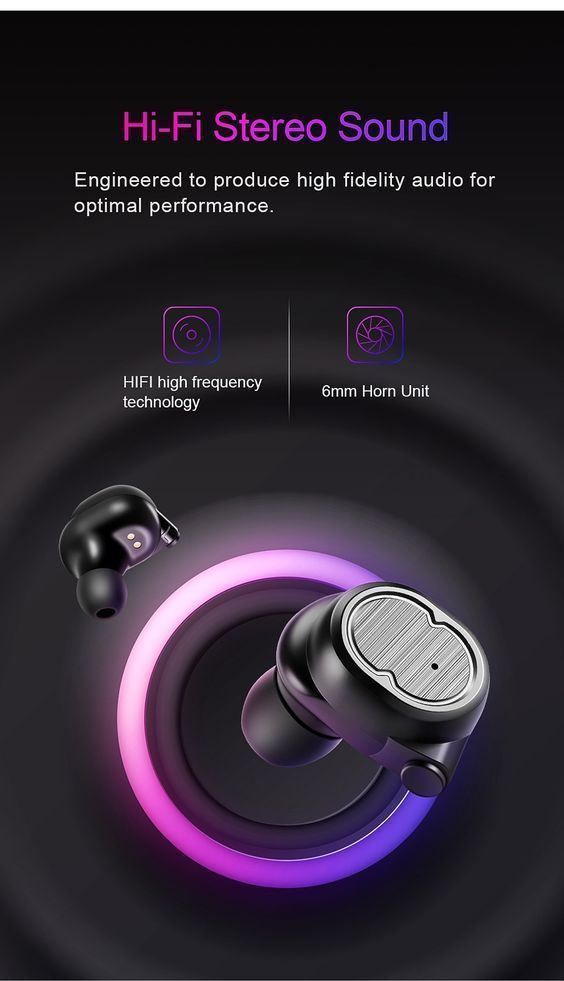 Hi-Fi Stereo Sound
Engineered to produce high fidelity audio for
optimal performance.
HIFI high frequency
technology
6mm Horn Unit